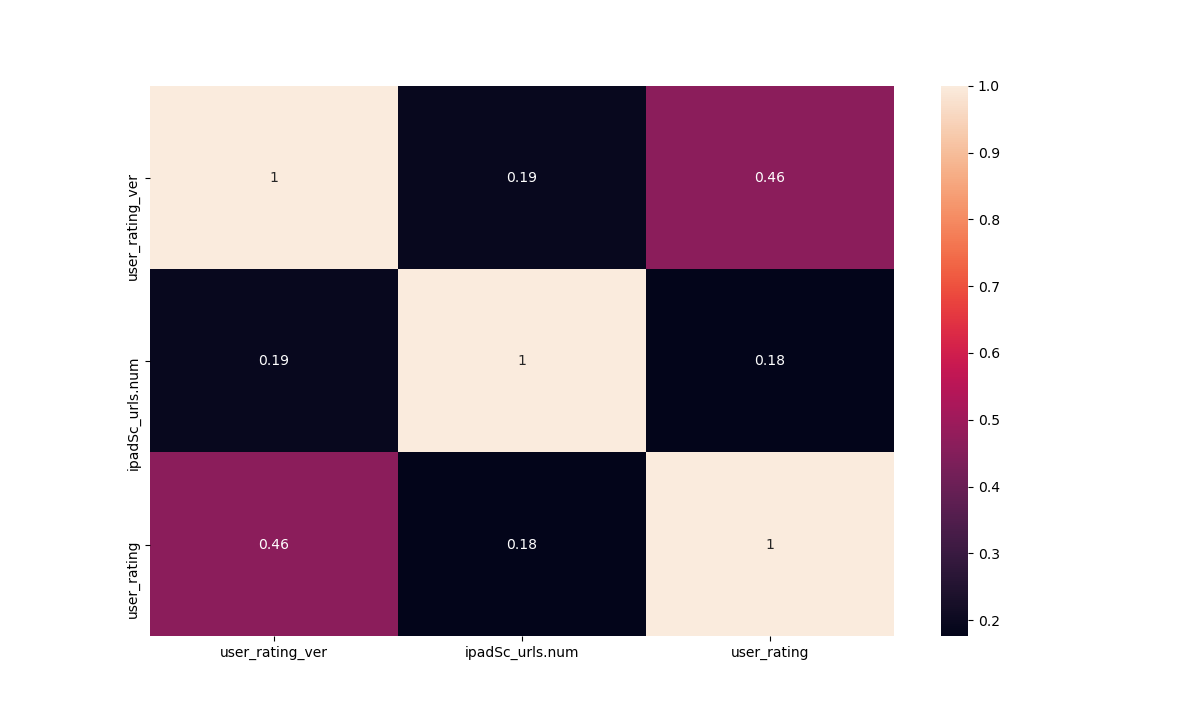 user_rating_ver
ipadSc_urls.num
user_rating
1 0.19 0.46
0.19 1 0.18
0.46 0.18 1
user_rating_ver ipadSc_urls.num user_rating
1.0
0.9
0.8
0.7
0.6
0.5
0.4
0.3
0.2